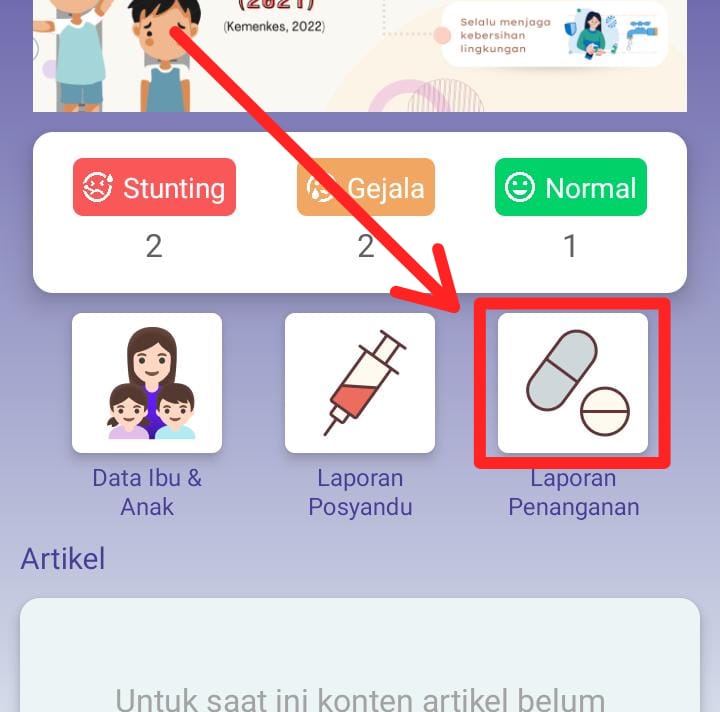 (2021)
(Kemenkes, 2022)
Selalu menjaga
kebersihan
lingkungan
Stunting
Gejala
Normal
2
2
1
Data Ibu &
Anak
Laporan
Posyandu
Laporan
Penanganan
Artikel
Untuk saat ini konten artikel belum